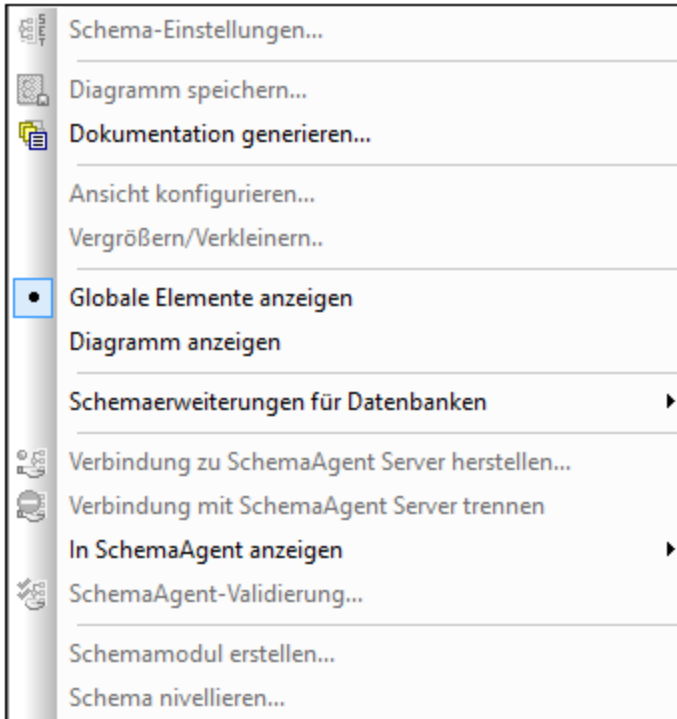 Schema-Einstellungen...
Diagramm speichern...
Dokumentation generieren...
Ansicht konfigurieren...
Vergrößern/Verkleinern..
Globale Elemente anzeigen
Diagramm anzeigen
Schemaerweiterungen für Datenbanken
Verbindung zu SchemaAgent Server herstellen...
Verbindung mit SchemaAgent Server trennen
In SchemaAgent anzeigen
SchemaAgent-Validierung...
Schemamodul erstellen...
Schema nivellieren...